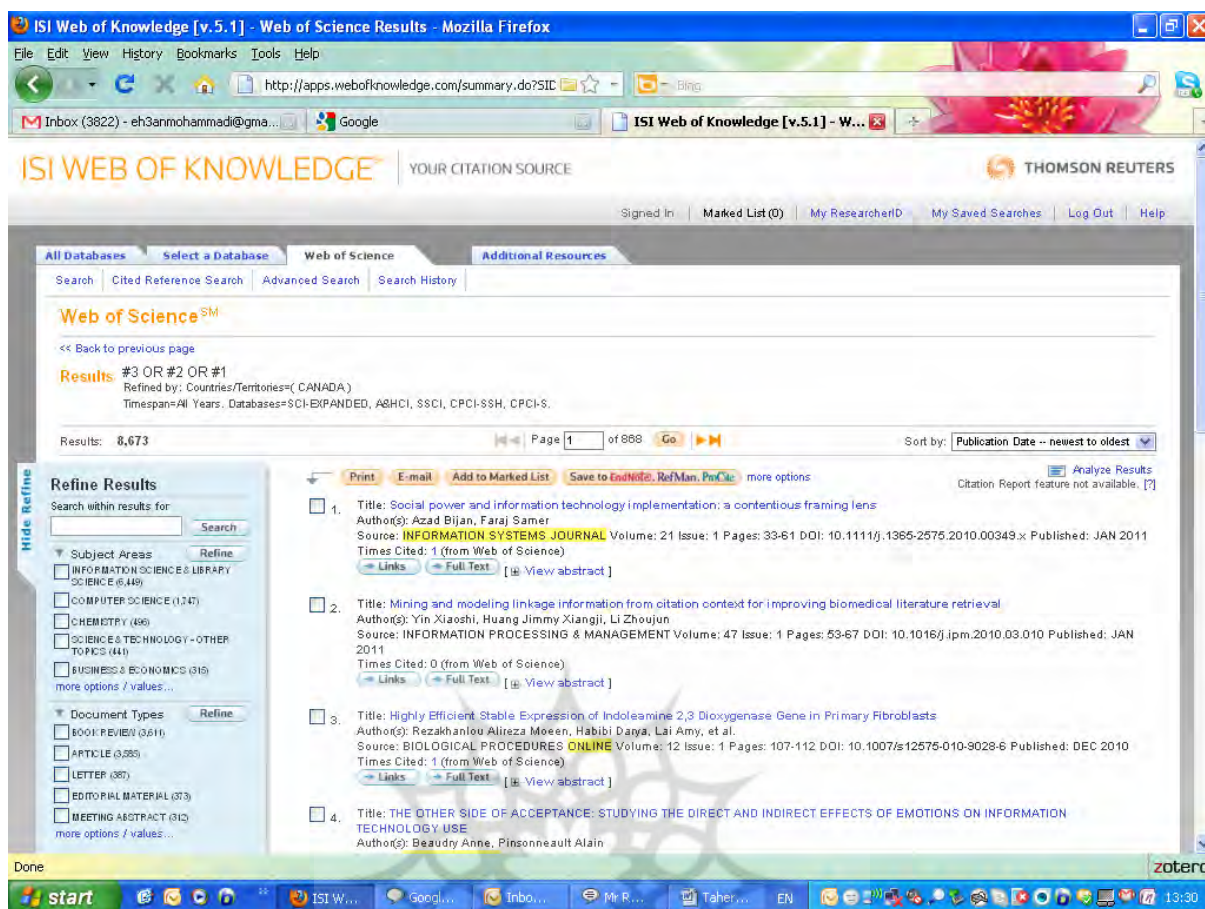 ISI Web of Knowledge [v.5.1] - Web of Science Results - Mozilla Firefox
File Edit View History Bookmarks Tools Help
http://apps.webofknowledge.com/summary.do?SID
Bing
Inbox (3822) - eh3anmohammadi@gma...
Google
ISI Web of Knowledge [v.5.1] - W...
ISI WEB OF KNOWLEDGE℠ YOUR CITATION SOURCE
THOMSON REUTERS
Signed In Marked List (0) My ResearcherID My Saved Searches Log Out Help
All Databases Select a Database Web of Science Additional Resources
Search Cited Reference Search Advanced Search Search History
Web of Science℠
<< Back to previous page
Results #3 OR #2 OR #1
Refined by: Countries/Territories=( CANADA )
Timespan=All Years. Databases=SCI-EXPANDED, A&HCI, SSCI, CPCI-SSH, CPCI-S.
Results: 8,673
Page 1 of 868 Go
Sort by: Publication Date -- newest to oldest
Hide Refine
Refine Results
Search within results for
Search
Subject Areas Refine
INFORMATION SCIENCE & LIBRARY
SCIENCE (6,449)
COMPUTER SCIENCE (1,747)
CHEMISTRY (496)
SCIENCE & TECHNOLOGY - OTHER
TOPICS (441)
BUSINESS & ECONOMICS (315)
more options / values...
Document Types Refine
BOOK REVIEW (3,611)
ARTICLE (3,585)
LETTER (387)
EDITORIAL MATERIAL (373)
MEETING ABSTRACT (312)
more options / values...
Print E-mail Add to Marked List Save to EndNote, RefMan, ProCite more options
Analyze Results
Citation Report feature not available. [?]
1. Title: Social power and information technology implementation: a contentious framing lens
Author(s): Azad Bijan, Faraj Samer
Source: INFORMATION SYSTEMS JOURNAL Volume: 21 Issue: 1 Pages: 33-61 DOI: 10.1111/j.1365-2575.2010.00349.x Published: JAN 2011
Times Cited: 1 (from Web of Science)
Links Full Text [ View abstract ]
2. Title: Mining and modeling linkage information from citation context for improving biomedical literature retrieval
Author(s): Yin Xiaoshi, Huang Jimmy Xiangji, Li Zhoujun
Source: INFORMATION PROCESSING & MANAGEMENT Volume: 47 Issue: 1 Pages: 53-67 DOI: 10.1016/j.ipm.2010.03.010 Published: JAN
2011
Times Cited: 0 (from Web of Science)
Links Full Text [ View abstract ]
3. Title: Highly Efficient Stable Expression of Indoleamine 2,3 Dioxygenase Gene in Primary Fibroblasts
Author(s): Rezakhanlou Alireza Moeen, Habibi Darya, Lai Amy, et al.
Source: BIOLOGICAL PROCEDURES ONLINE Volume: 12 Issue: 1 Pages: 107-112 DOI: 10.1007/s12575-010-9028-6 Published: DEC 2010
Times Cited: 1 (from Web of Science)
Links Full Text [ View abstract ]
4. Title: THE OTHER SIDE OF ACCEPTANCE: STUDYING THE DIRECT AND INDIRECT EFFECTS OF EMOTIONS ON INFORMATION
TECHNOLOGY USE
Author(s): Beaudry Anne, Pinsonneault Alain
Done
zotero
start ISI W... Googl... Inbo... Mr R... Taher... EN 13:30